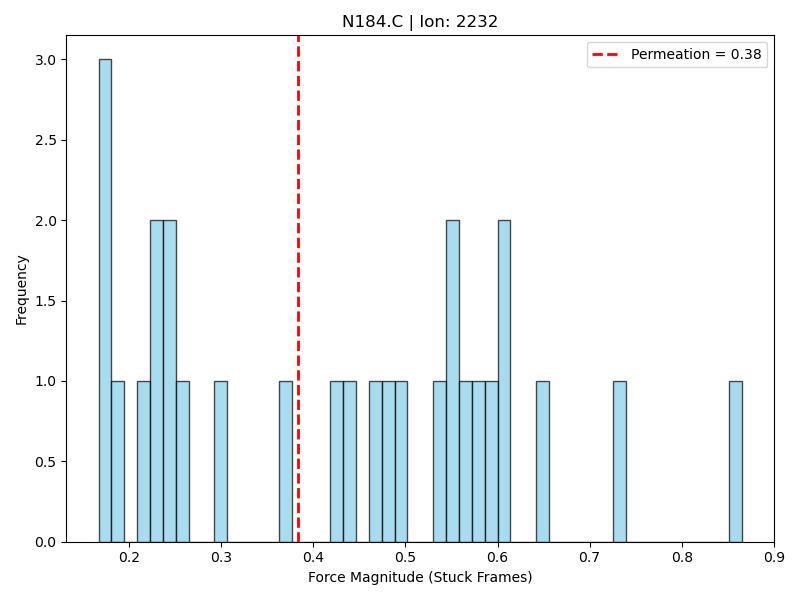 N184.C | Ion: 2232
Permeation = 0.38
Frequency
3.0
2.5
2.0
1.5
1.0
0.5
0.0
0.2 0.3 0.4 0.5 0.6 0.7 0.8 0.9
Force Magnitude (Stuck Frames)